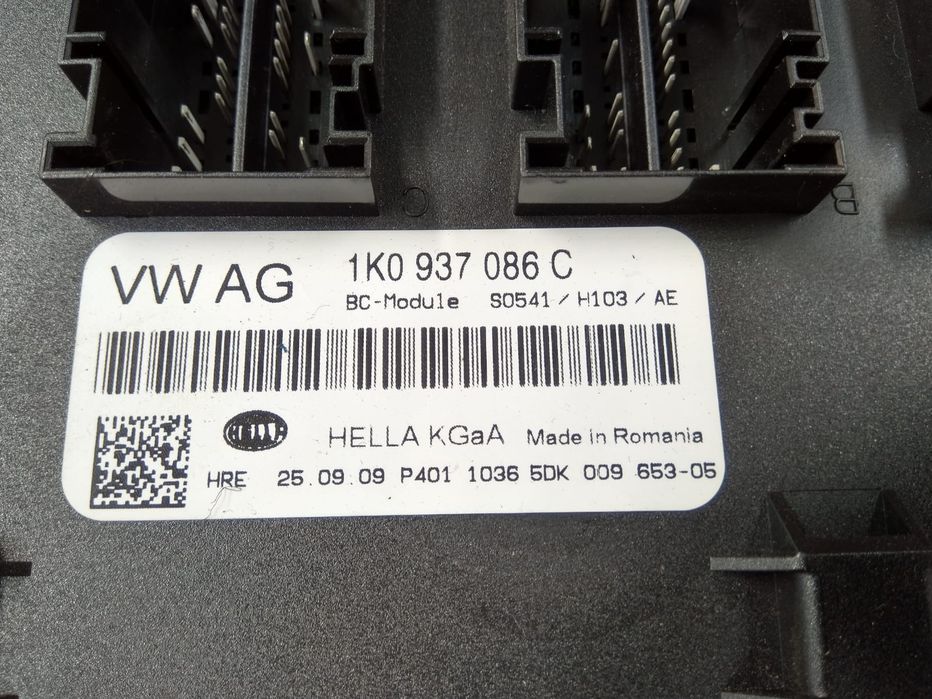 C
B
VW AG
1K0 937 086 C
BC-Module S0541 / H103 / AE
HELLA KGaA Made in Romania
HRE 25.09.09 P401 1036 5DK 009 653-05